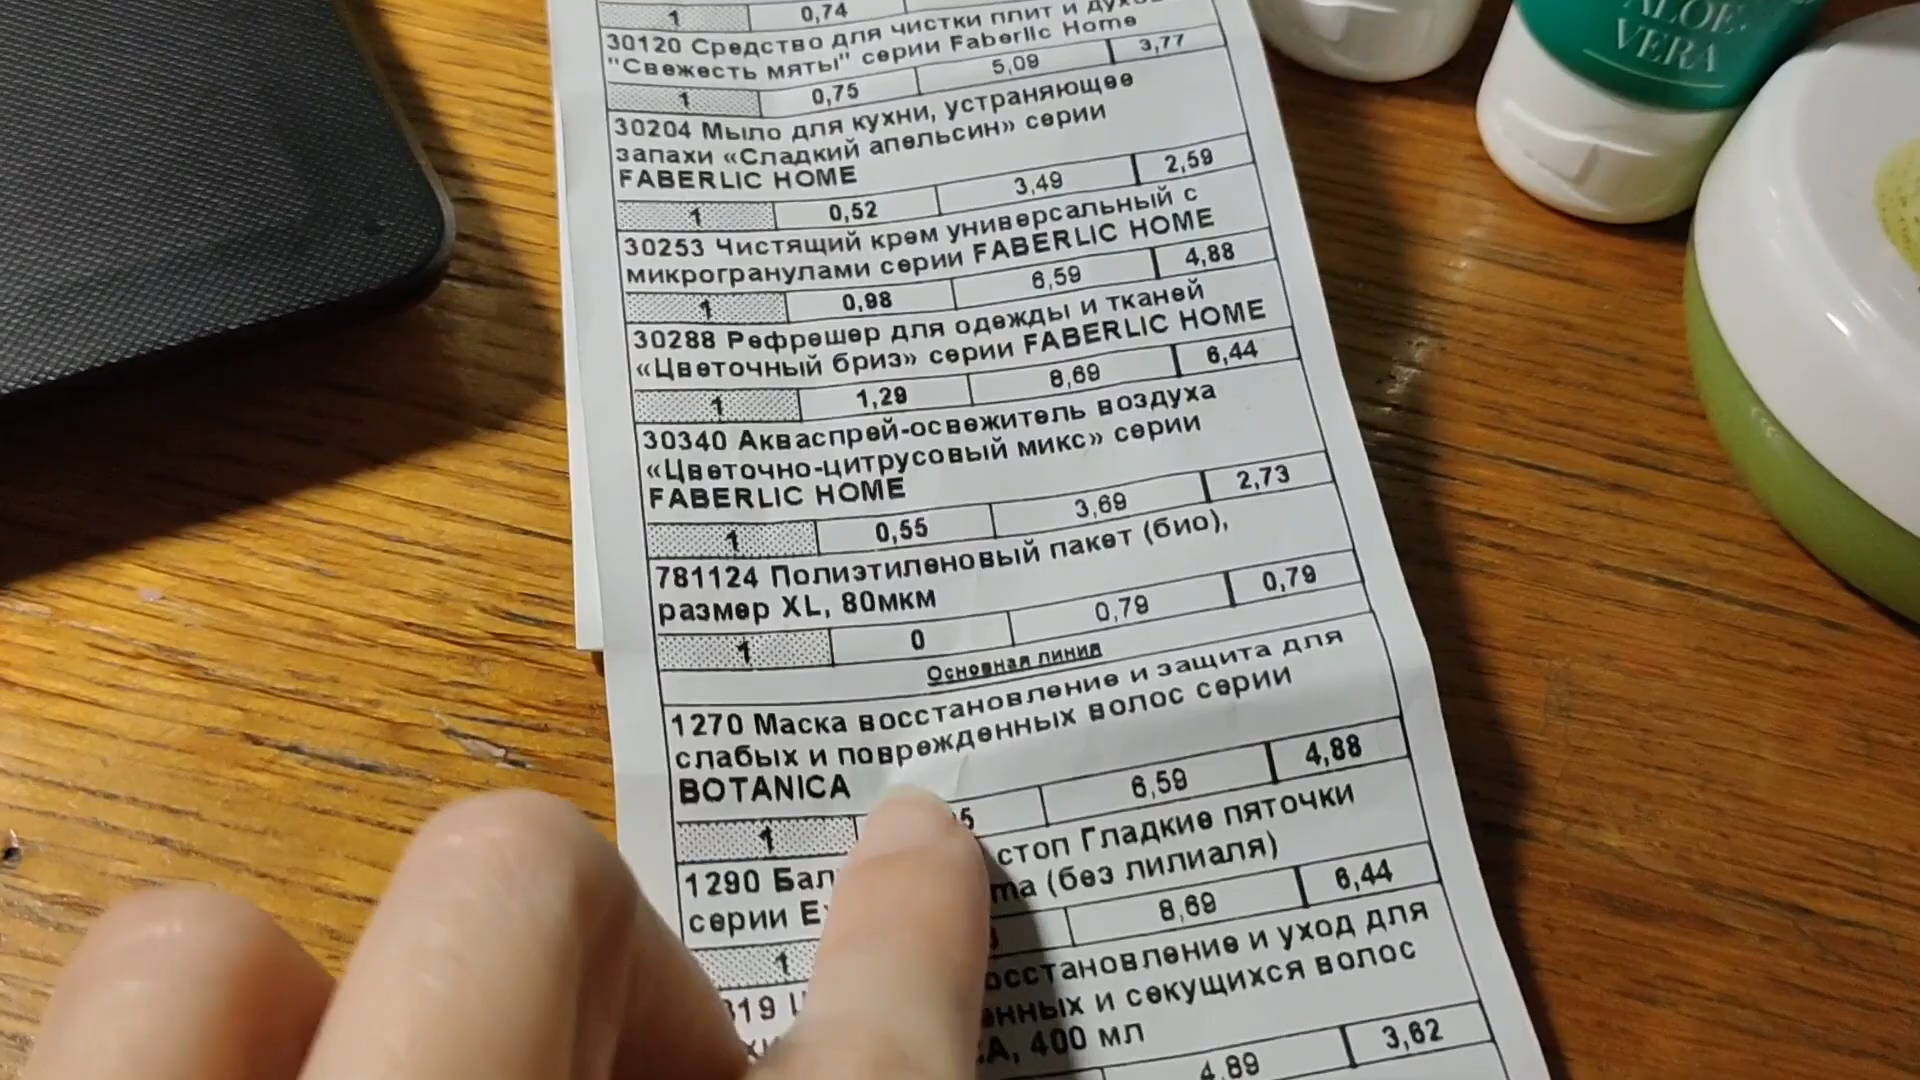 1 0,74
30120 Средство для чистки плит и
"Свежесть мяты" серии Faberlic Home
1 0,75 5,09 3,77
30204 Мыло для кухни, устраняющее
запахи «Сладкий апельсин» серии
FABERLIC HOME
1 0,52 3,49 2,59
30253 Чистящий крем универсальный с
микрогранулами серии FABERLIC HOME
1 0,98 6,59 4,88
30288 Рефрешер для одежды и тканей
«Цветочный бриз» серии FABERLIC HOME
1 1,29 8,69 6,44
30340 Акваспрей-освежитель воздуха
«Цветочно-цитрусовый микс» серии
FABERLIC HOME
1 0,55 3,69 2,73
781124 Полиэтиленовый пакет (био),
размер XL, 80мкм
1 0 0,79 0,79
Основная линия
1270 Маска восстановление и защита для
слабых и поврежденных волос серии
BOTANICA
1 6,59 4,88
1290 стоп Гладкие пяточки
серии (без лилиаля)
1 8,69 6,44
и уход для
и секущихся волос
400 мл
4,89 3,62
ALOE
VERA